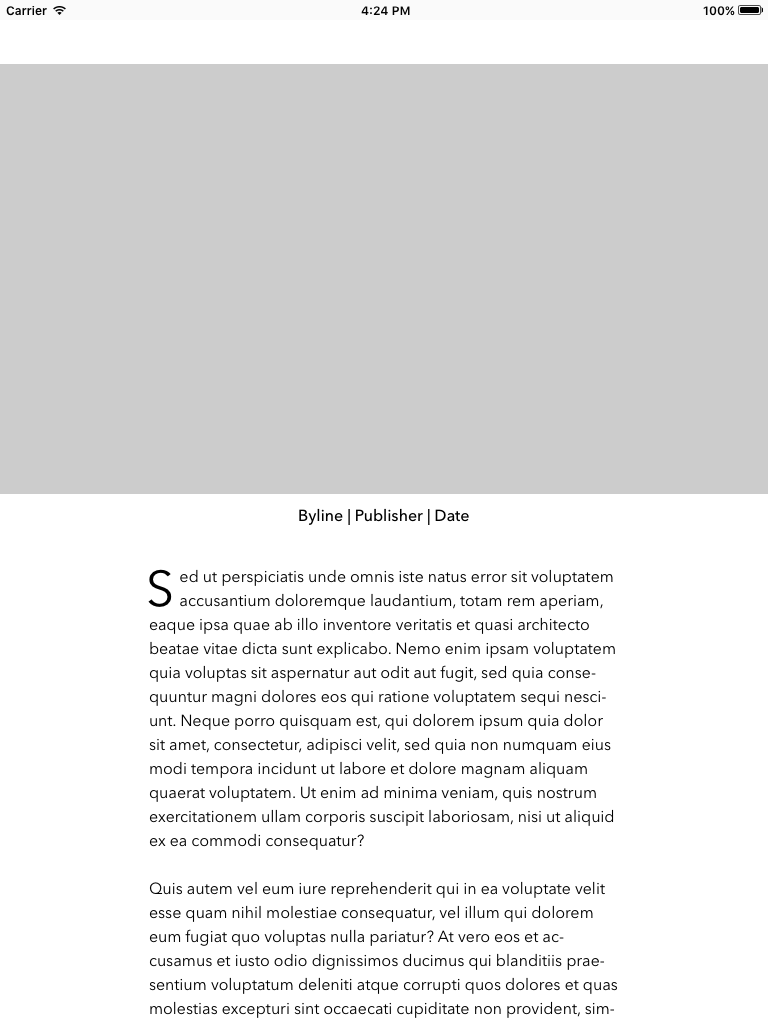 Carrier 4:24 PM 100%
Byline | Publisher | Date
Sed ut perspiciatis unde omnis iste natus error sit voluptatem
accusantium doloremque laudantium, totam rem aperiam,
eaque ipsa quae ab illo inventore veritatis et quasi architecto
beatae vitae dicta sunt explicabo. Nemo enim ipsam voluptatem
quia voluptas sit aspernatur aut odit aut fugit, sed quia conse-
quuntur magni dolores eos qui ratione voluptatem sequi nesci-
unt. Neque porro quisquam est, qui dolorem ipsum quia dolor
sit amet, consectetur, adipisci velit, sed quia non numquam eius
modi tempora incidunt ut labore et dolore magnam aliquam
quaerat voluptatem. Ut enim ad minima veniam, quis nostrum
exercitationem ullam corporis suscipit laboriosam, nisi ut aliquid
ex ea commodi consequatur?
Quis autem vel eum iure reprehenderit qui in ea voluptate velit
esse quam nihil molestiae consequatur, vel illum qui dolorem
eum fugiat quo voluptas nulla pariatur? At vero eos et ac-
cusamus et iusto odio dignissimos ducimus qui blanditiis prae-
sentium voluptatum deleniti atque corrupti quos dolores et quas
molestias excepturi sint occaecati cupiditate non provident, sim-